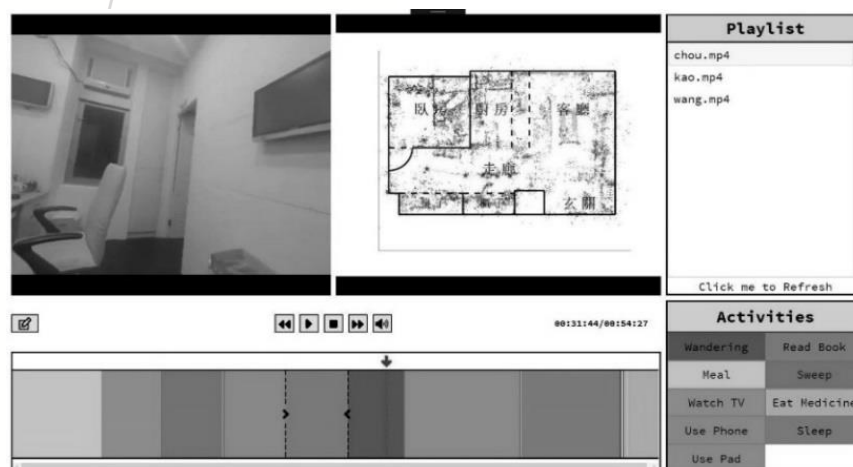 Playlist
chou.mp4
kao.mp4
wang.mp4
Click me to Refresh
廚房
客廳
走廊
玄關
00:31:44/00:54:27
Activities
Wandering
Read Book
Meal
Sweep
Watch TV
Eat Medicine
Use Phone
Sleep
Use Pad